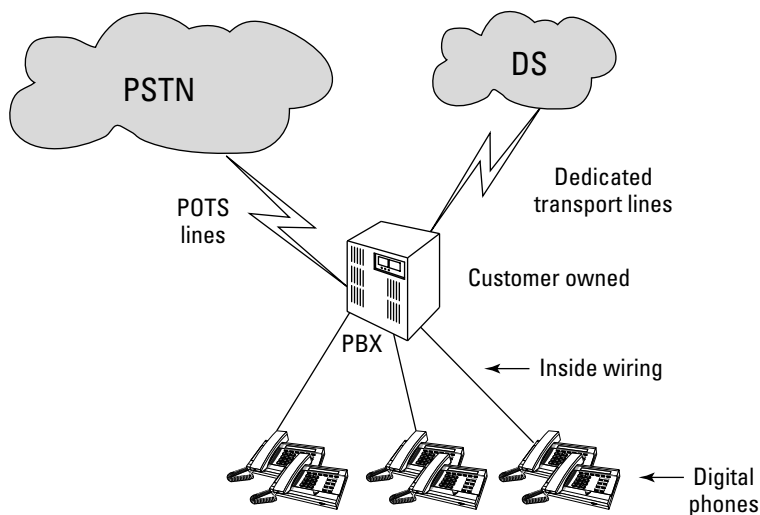 PSTN
DS
POTS
lines
Dedicated
transport lines
Customer owned
PBX
Inside wiring
Digital
phones